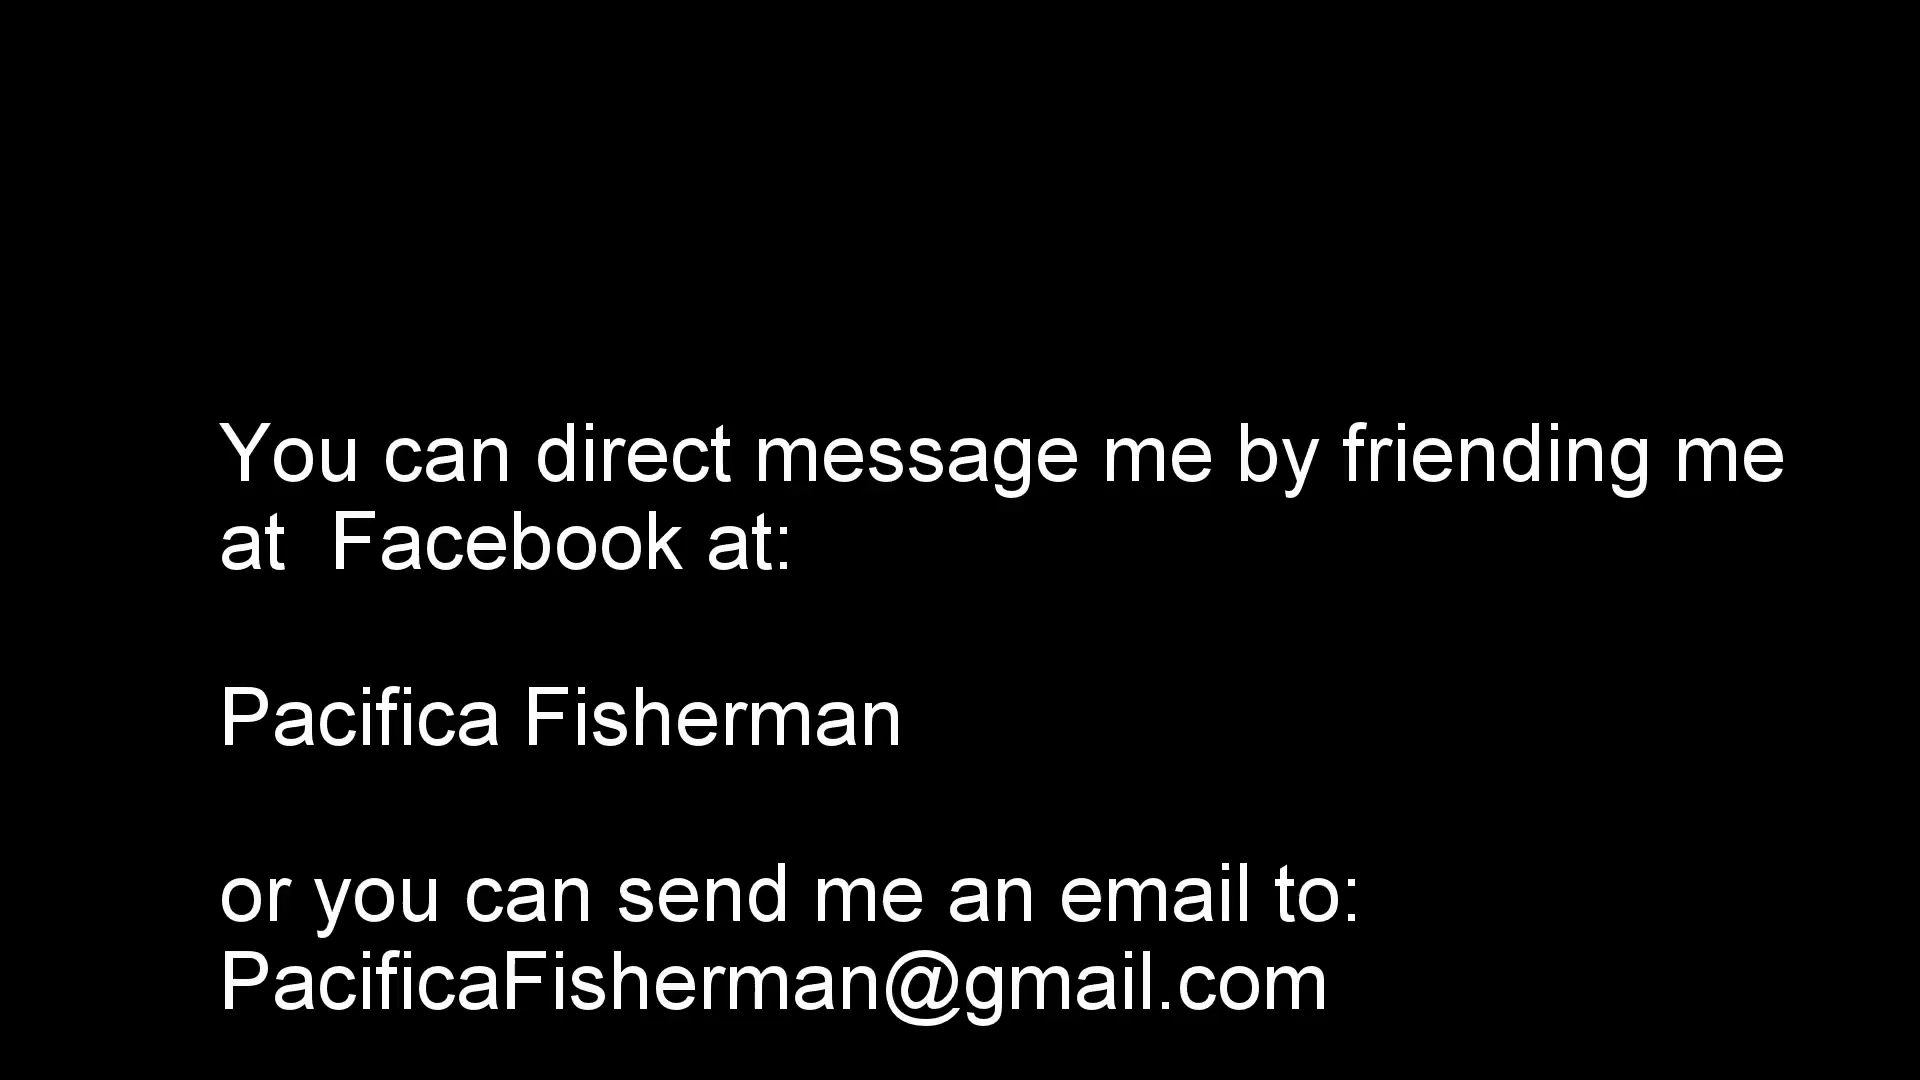 You can direct message me by friending me
at  Facebook at:
Pacifica Fisherman
or you can send me an email to:
PacificaFisherman@gmail.com